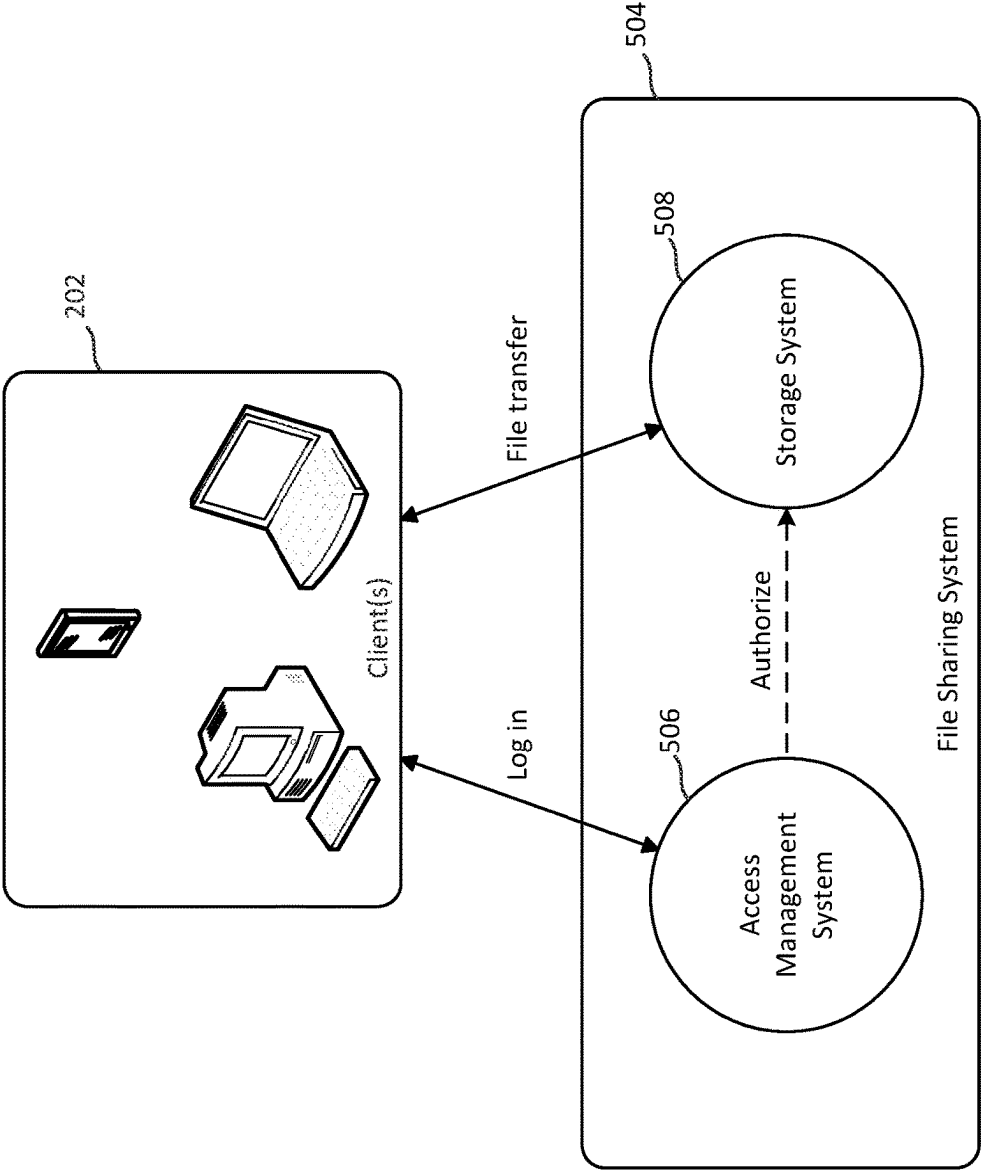 202
Client(s)
Log in
File transfer
504
506
508
Access
Management
System
Authorize
Storage System
File Sharing System